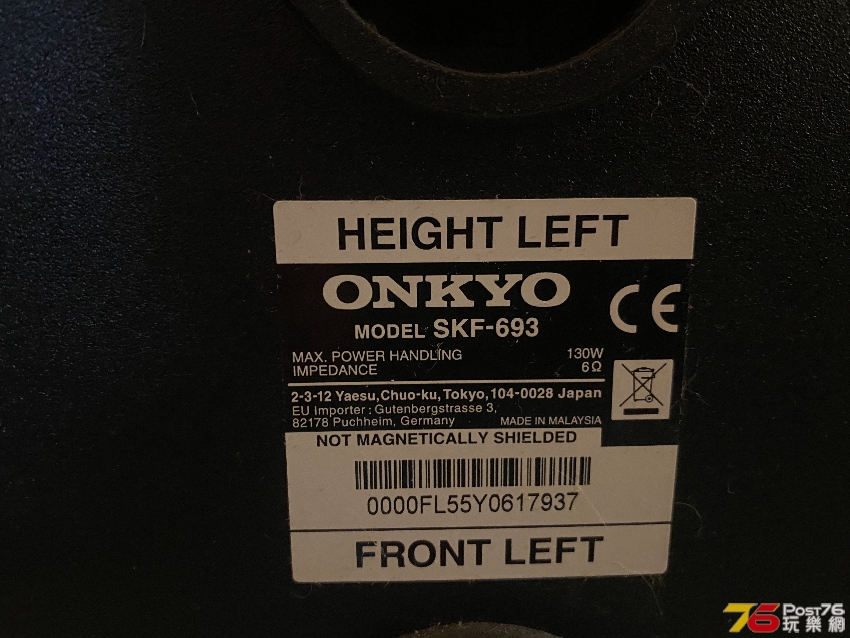 HEIGHT LEFT
ONKYO
MODEL SKF-693
MAX. POWER HANDLING 130W
IMPEDANCE 6Ω
2-3-12 Yaesu,Chuo-ku,Tokyo,104-0028 Japan
EU Importer : Gutenbergstrasse 3,
82178 Puchheim, Germany MADE IN MALAYSIA
CE
NOT MAGNETICALLY SHIELDED
0000FL55Y0617937
FRONT LEFT
76 Post76
玩樂網